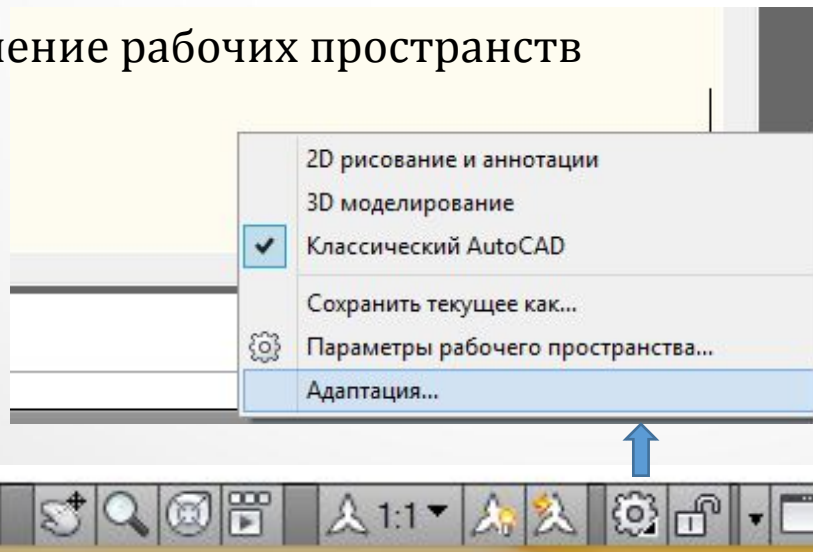 ение рабочих пространств
2D рисование и аннотации
3D моделирование
Классический AutoCAD
Сохранить текущее как...
Параметры рабочего пространства...
Адаптация...
1:1